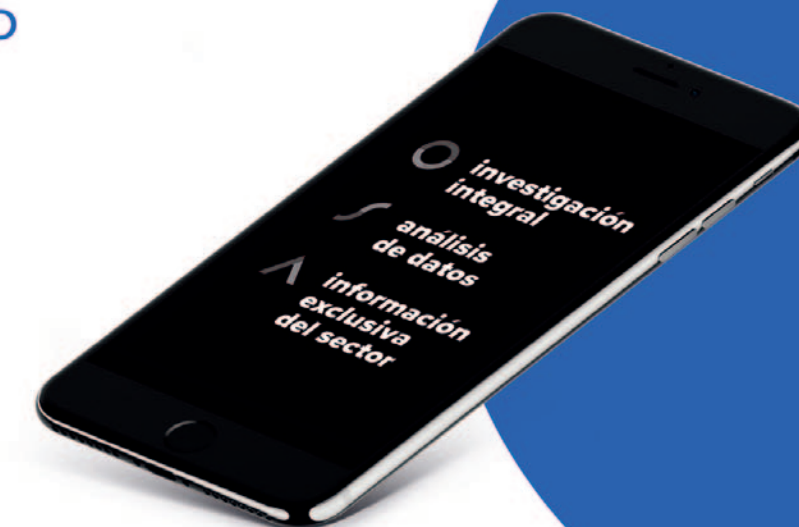 O
investigación
integral
análisis
de datos
información
exclusiva
del sector